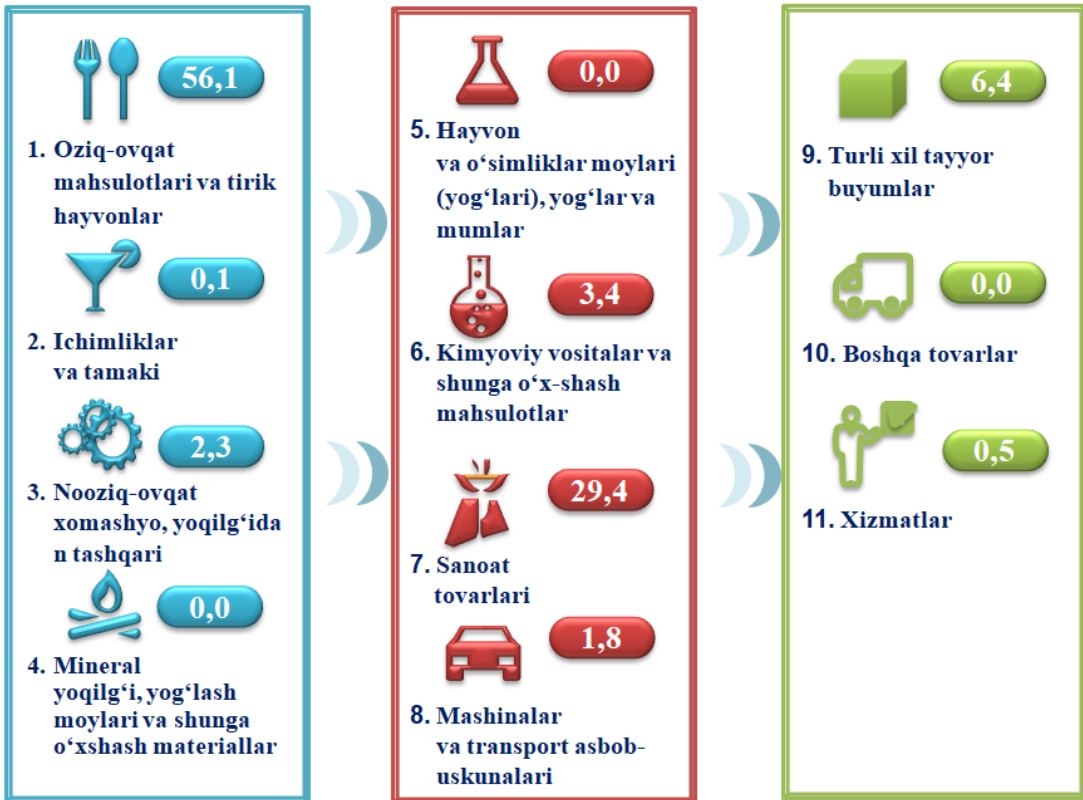 56,1
1. Oziq-ovqat
mahsulotlari va tirik
hayvonlar
0,1
2. Ichimliklar
va tamaki
2,3
3. Nooziq-ovqat
xomashyo, yoqilg‘ida
n tashqari
0,0
4. Mineral
yoqilg‘i, yog‘lash
moylari va shunga
o‘xshash materiallar
0,0
5. Hayvon
va o‘simliklar moylari
(yog‘lari), yog‘lar va
mumlar
3,4
6. Kimyoviy vositalar va
shunga o‘x-shash
mahsulotlar
29,4
7. Sanoat
tovarlari
1,8
8. Mashinalar
va transport asbob-
uskunalari
6,4
9. Turli xil tayyor
buyumlar
0,0
10. Boshqa tovarlar
0,5
11. Xizmatlar